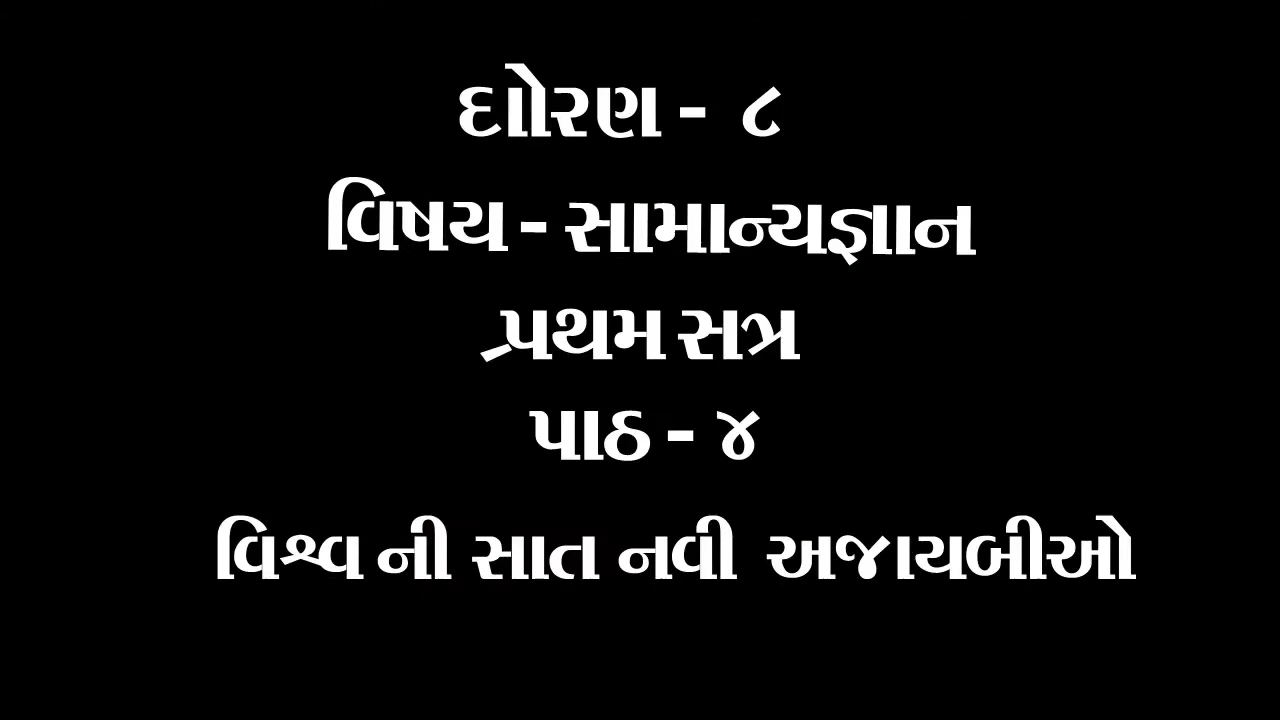 ધોરણ - ૮
વિષય - સામાન્યજ્ઞાન
પ્રથમ સત્ર
પાઠ - ૪
વિશ્વ ની સાત નવી અજાયબીઓ